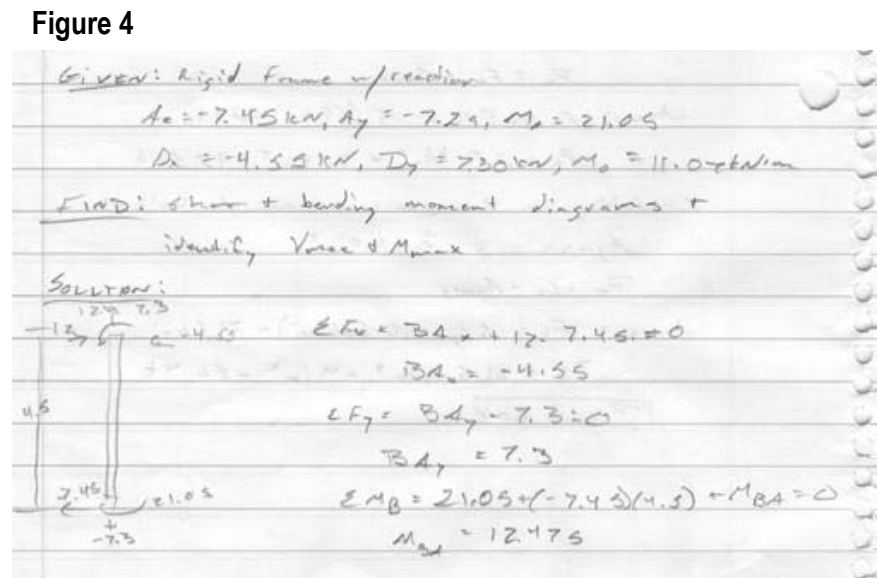 Figure 4
GIVEN: Rigid frame w/reaction
Ax = -7.45 kN, Ay = -7.29, MA = 21.05
Dx = -4.55 kN, Dy = 7.30 kN, MD = 11.07 kN·m
FIND: Shear + bending moment diagrams +
identify Vmax & Mmax
SOLUTION:
7.3
12 4.55 ΣFx = BAx + 12 - 7.45 = 0
BAx = -4.55
4.5 ΣFy = BAy - 7.3 = 0
BAy = 7.3
7.45 21.05 ΣMB = 21.05 + (-7.45)(4.5) + MBA = 0
-7.3 MBA = 12.475